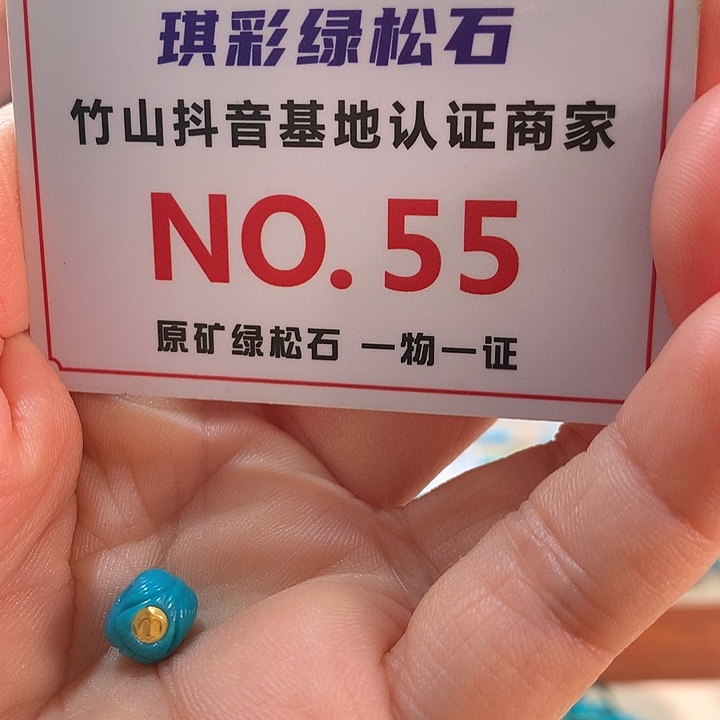 琪彩绿松石
竹山抖音基地认证商家
NO. 55
原矿绿松石 一物一证